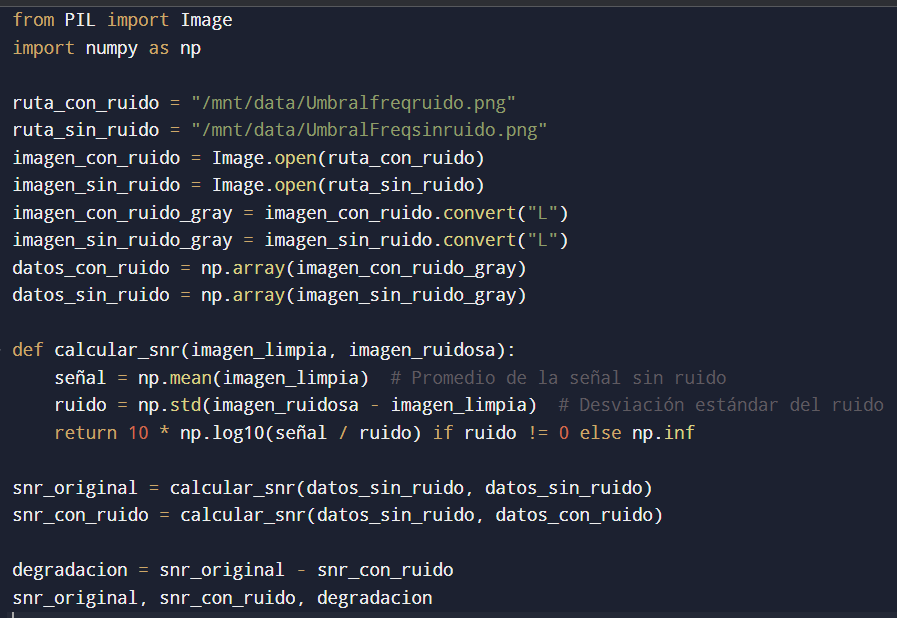 from PIL import Image
import numpy as np
ruta_con_ruido = "/mnt/data/Umbralfreqruido.png"
ruta_sin_ruido = "/mnt/data/UmbralFreqsinruido.png"
imagen_con_ruido = Image.open(ruta_con_ruido)
imagen_sin_ruido = Image.open(ruta_sin_ruido)
imagen_con_ruido_gray = imagen_con_ruido.convert("L")
imagen_sin_ruido_gray = imagen_sin_ruido.convert("L")
datos_con_ruido = np.array(imagen_con_ruido_gray)
datos_sin_ruido = np.array(imagen_sin_ruido_gray)
def calcular_snr(imagen_limpia, imagen_ruidosa):
    señal = np.mean(imagen_limpia)  # Promedio de la señal sin ruido
    ruido = np.std(imagen_ruidosa - imagen_limpia)  # Desviación estándar del ruido
    return 10 * np.log10(señal / ruido) if ruido != 0 else np.inf
snr_original = calcular_snr(datos_sin_ruido, datos_sin_ruido)
snr_con_ruido = calcular_snr(datos_sin_ruido, datos_con_ruido)
degradacion = snr_original - snr_con_ruido
snr_original, snr_con_ruido, degradacion